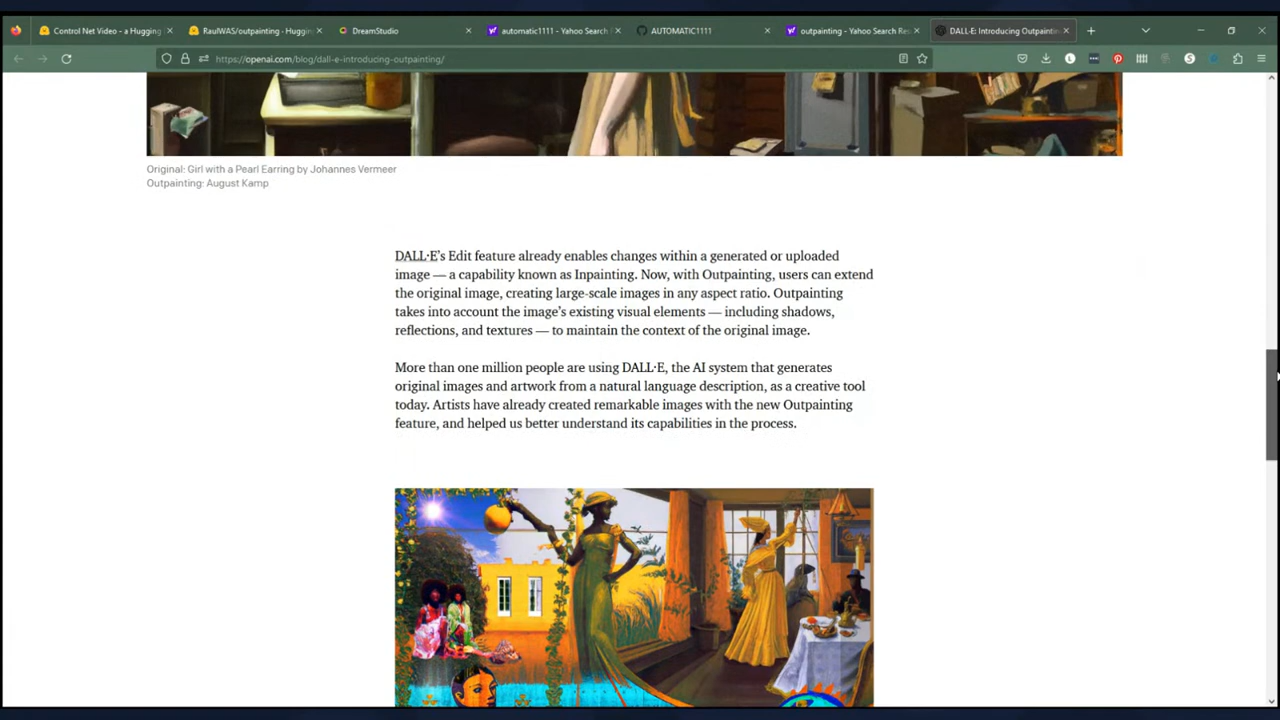 Control Net Video - a Hugging
RaulWAS/outpainting · Hugging
DreamStudio
automatic1111 - Yahoo Search
AUTOMATIC1111
outpainting - Yahoo Search Res
DALL·E: Introducing Outpainting
https://openai.com/blog/dall-e-introducing-outpainting/
Original: Girl with a Pearl Earring by Johannes Vermeer
Outpainting: August Kamp
DALL·E's Edit feature already enables changes within a generated or uploaded
image — a capability known as Inpainting. Now, with Outpainting, users can extend
the original image, creating large-scale images in any aspect ratio. Outpainting
takes into account the image's existing visual elements — including shadows,
reflections, and textures — to maintain the context of the original image.
More than one million people are using DALL·E, the AI system that generates
original images and artwork from a natural language description, as a creative tool
today. Artists have already created remarkable images with the new Outpainting
feature, and helped us better understand its capabilities in the process.